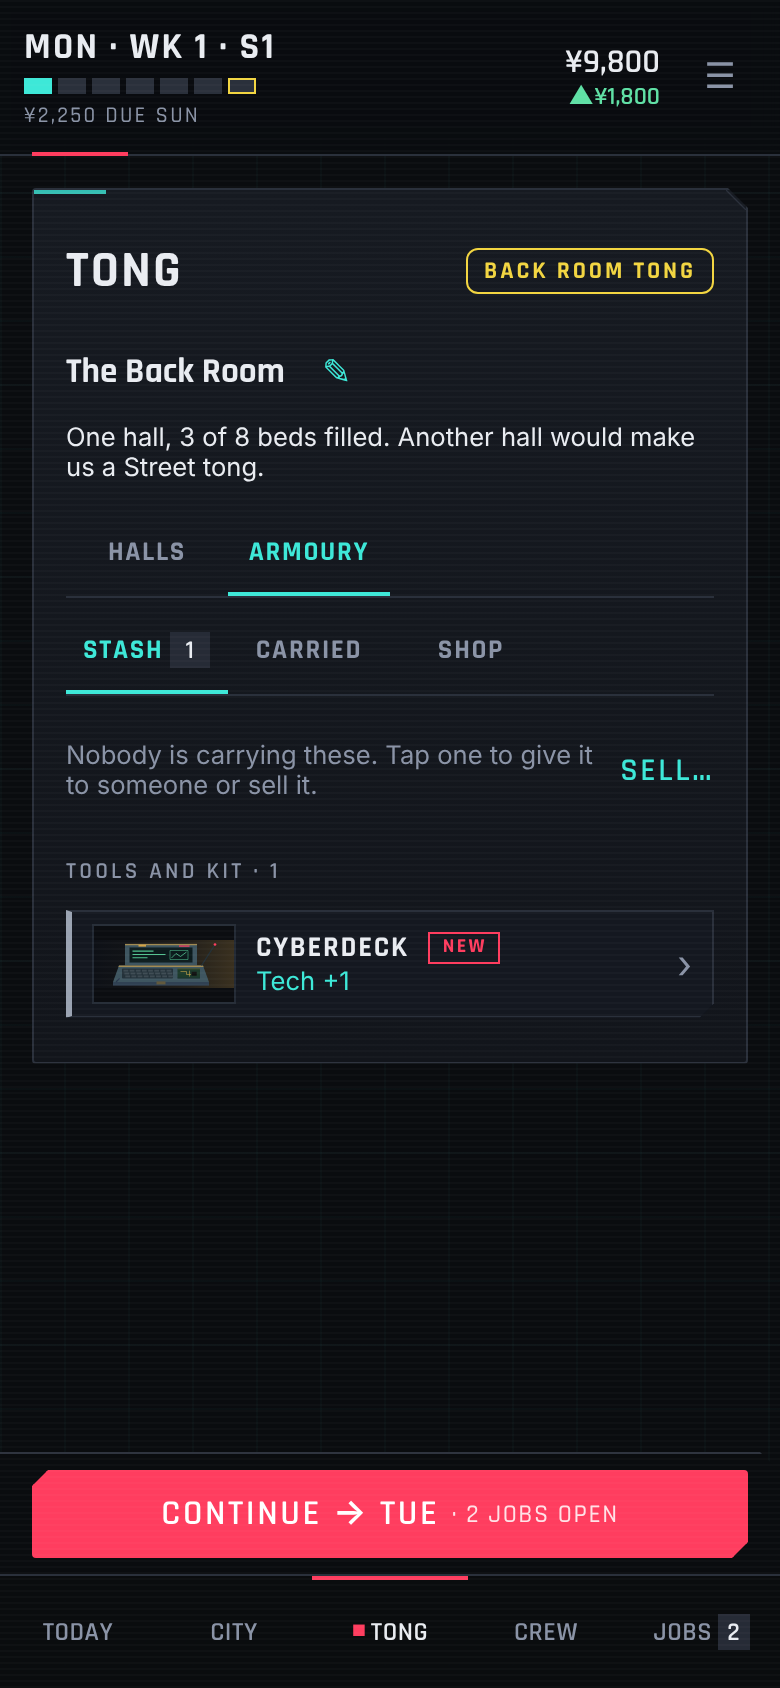 MON · WK 1 · S1
¥2,250 DUE SUN
¥9,800
▲¥1,800
TONG
BACK ROOM TONG
The Back Room
One hall, 3 of 8 beds filled. Another hall would make
us a Street tong.
HALLS ARMOURY
STASH 1 CARRIED SHOP
Nobody is carrying these. Tap one to give it
to someone or sell it.
SELL…
TOOLS AND KIT · 1
CYBERDECK NEW
Tech +1
CONTINUE → TUE · 2 JOBS OPEN
TODAY CITY TONG CREW JOBS 2